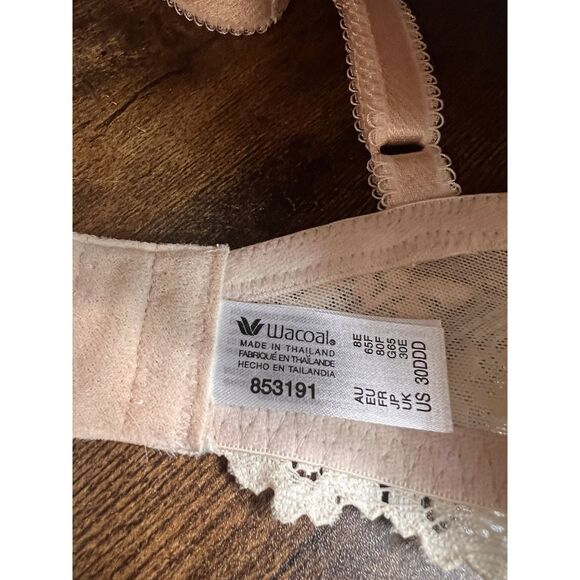 Wacoal®
MADE IN THAILAND
FABRIQUÉ EN THAÏLANDE
HECHO EN TAILANDIA
853191
AU 8E
EU 65F
FR 80F
JP G65
UK 30E
US 30DDD